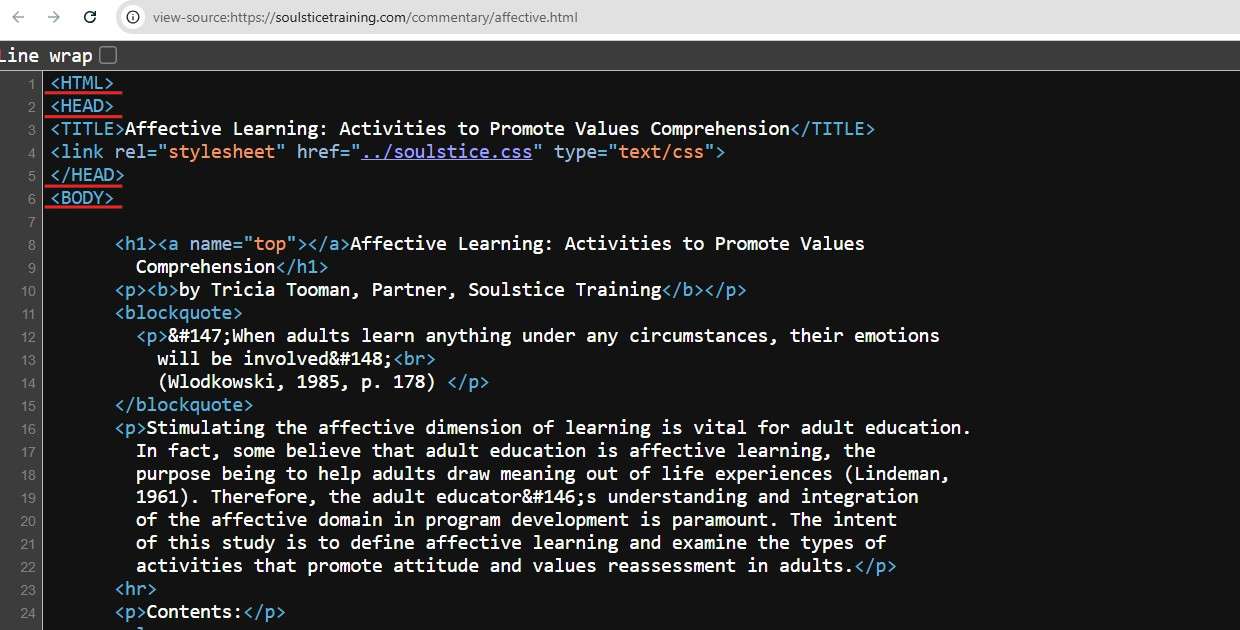 view-source:https://soulsticetraining.com/commentary/affective.html
Line wrap
1 <HTML>
2 <HEAD>
3 <TITLE>Affective Learning: Activities to Promote Values Comprehension</TITLE>
4 <link rel="stylesheet" href="../soulstice.css" type="text/css">
5 </HEAD>
6 <BODY>
7
8 <h1><a name="top"></a>Affective Learning: Activities to Promote Values
9 Comprehension</h1>
10 <p><b>by Tricia Tooman, Partner, Soulstice Training</b></p>
11 <blockquote>
12 <p>&#147;When adults learn anything under any circumstances, their emotions
13 will be involved&#148;<br>
14 (Wlodkowski, 1985, p. 178) </p>
15 </blockquote>
16 <p>Stimulating the affective dimension of learning is vital for adult education.
17 In fact, some believe that adult education is affective learning, the
18 purpose being to help adults draw meaning out of life experiences (Lindeman,
19 1961). Therefore, the adult educator&#146;s understanding and integration
20 of the affective domain in program development is paramount. The intent
21 of this study is to define affective learning and examine the types of
22 activities that promote attitude and values reassessment in adults.</p>
23 <hr>
24 <p>Contents:</p>